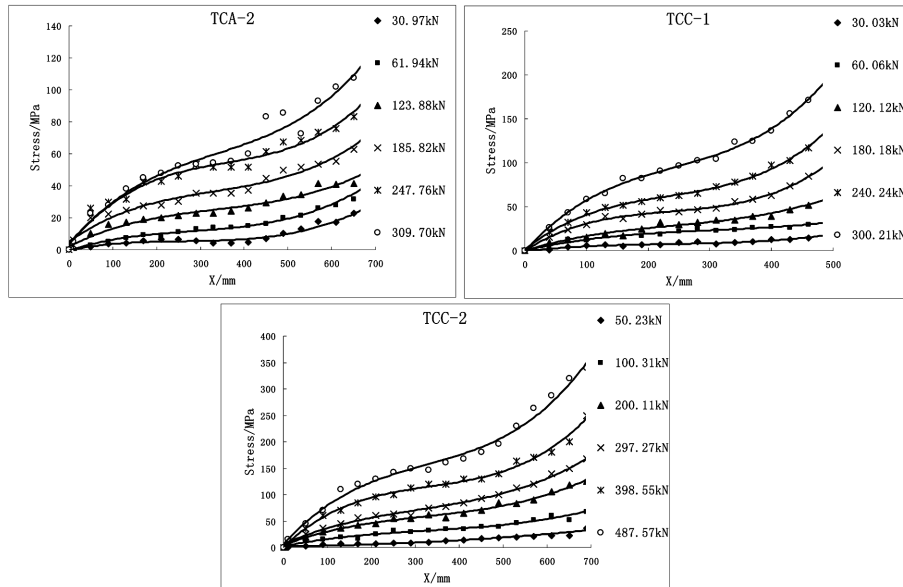 TCA-2
Stress/MPa
140
120
100
80
60
40
20
0
0 100 200 300 400 500 600 700
X/mm
30.97kN
61.94kN
123.88kN
185.82kN
247.76kN
309.70kN
TCC-1
Stress/MPa
250
200
150
100
50
0
0 100 200 300 400 500
X/mm
30.03kN
60.06kN
120.12kN
180.18kN
240.24kN
300.21kN
TCC-2
Stress/MPa
400
350
300
250
200
150
100
50
0
0 100 200 300 400 500 600 700
X/mm
50.23kN
100.31kN
200.11kN
297.27kN
398.55kN
487.57kN